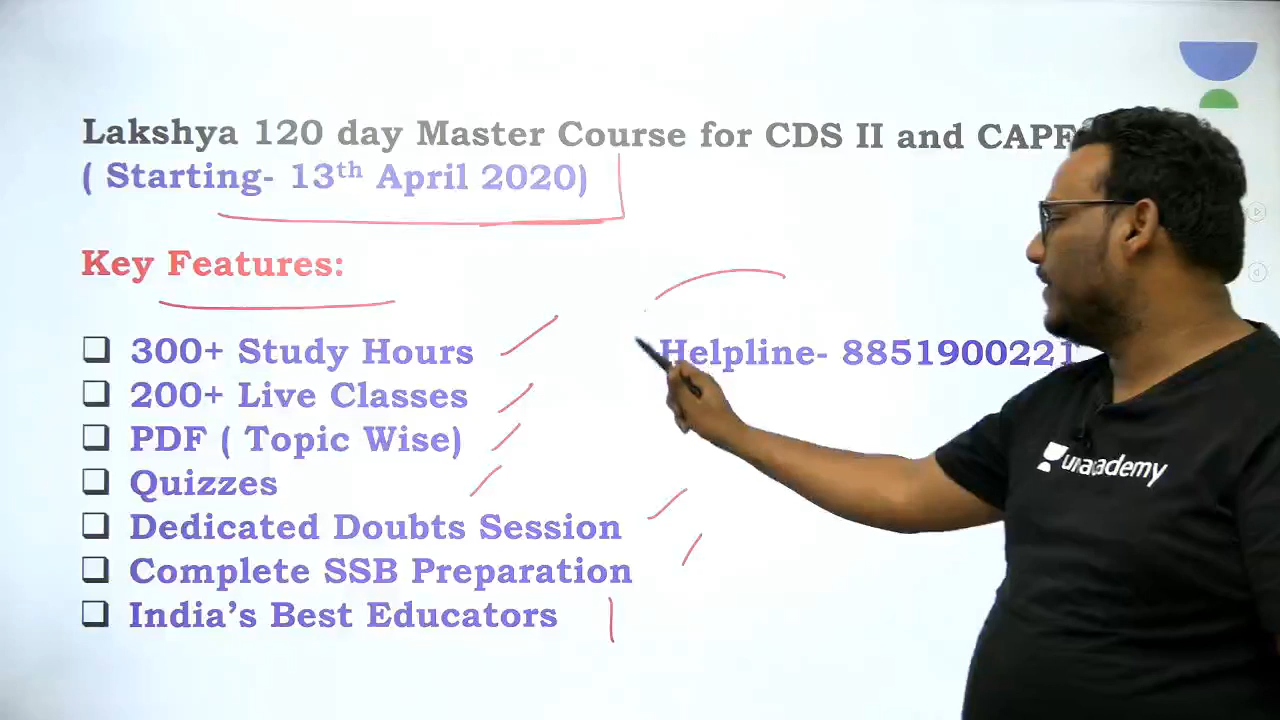 Lakshya 120 day Master Course for CDS II and CAPF
( Starting- 13th April 2020)
Key Features:
300+ Study Hours
Helpline- 8851900221
200+ Live Classes
PDF ( Topic Wise)
Quizzes
Dedicated Doubts Session
Complete SSB Preparation
India's Best Educators
unacademy